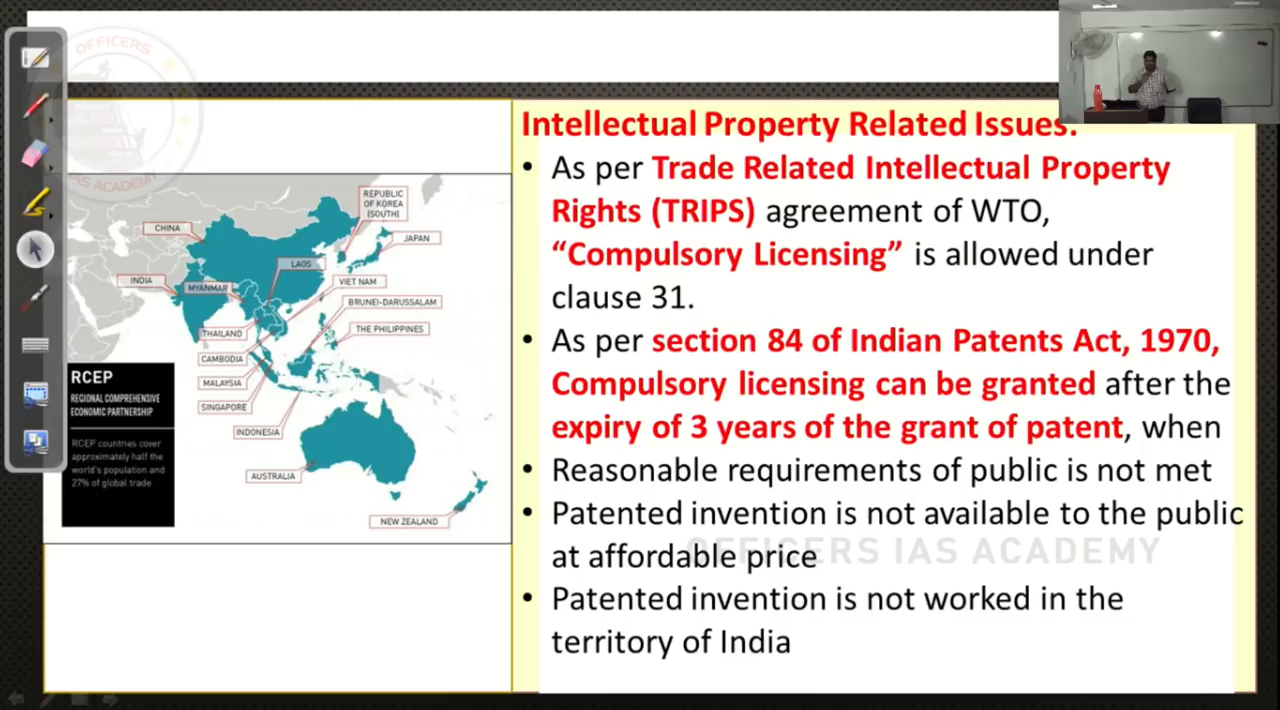 OFFICERS
IAS ACADEMY
Intellectual Property Related Issues:
• As per Trade Related Intellectual Property
Rights (TRIPS) agreement of WTO,
“Compulsory Licensing” is allowed under
clause 31.
• As per section 84 of Indian Patents Act, 1970,
Compulsory licensing can be granted after the
expiry of 3 years of the grant of patent, when
• Reasonable requirements of public is not met
• Patented invention is not available to the public
at affordable price
• Patented invention is not worked in the
territory of India
OFFICERS IAS ACADEMY
REPUBLIC
OF KOREA
(SOUTH)
CHINA
JAPAN
LAOS
INDIA
MYANMAR
VIET NAM
BRUNEI-DARUSSALAM
THAILAND
THE PHILIPPINES
CAMBODIA
MALAYSIA
SINGAPORE
INDONESIA
AUSTRALIA
NEW ZEALAND
RCEP
REGIONAL COMPREHENSIVE
ECONOMIC PARTNERSHIP
RCEP countries cover
approximately half the
world's population and
27% of global trade